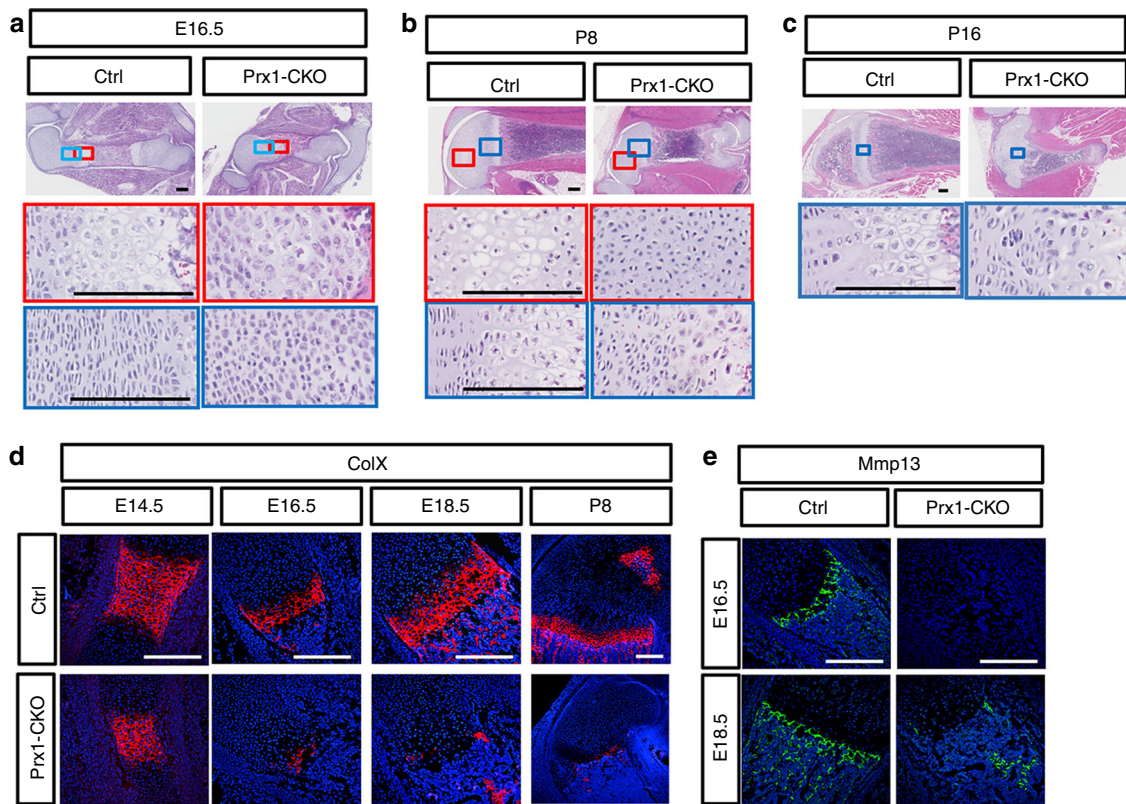 a
E16.5
Ctrl Prx1-CKO
b
P8
Ctrl Prx1-CKO
c
P16
Ctrl Prx1-CKO
d
ColX
E14.5 E16.5 E18.5 P8
Ctrl
Prx1-CKO
e
Mmp13
Ctrl Prx1-CKO
E16.5
E18.5